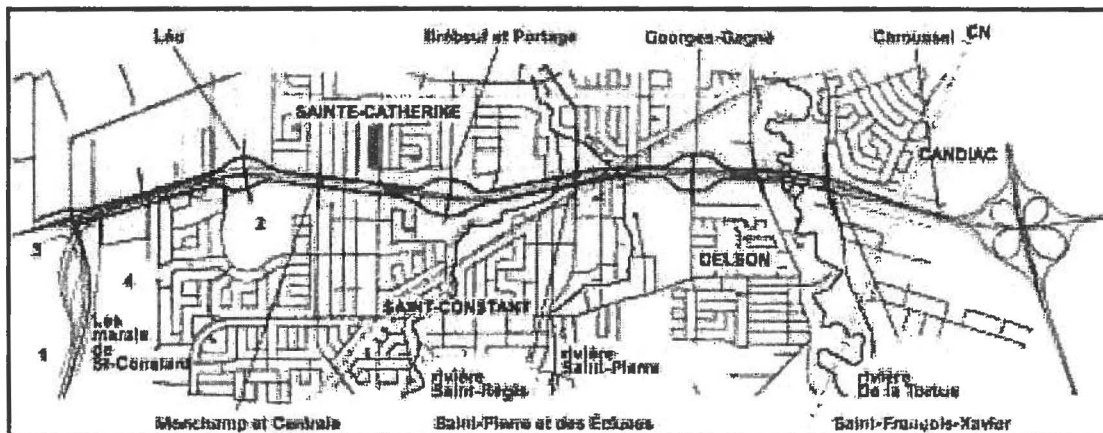 Léo
Brébeuf et Portage
Georges-Gagné
Carrousel
CN
SAINTE-CATHERINE
CANDIAC
2
3
DELSON
4
SAINT-CONSTANT
Les
marais
de
St-Constant
1
rivière
Saint-Pierre
rivière
Saint-Régis
rivière
De la Tortue
Monchamp et Centrale
Saint-Pierre et des Écluses
Saint-François-Xavier